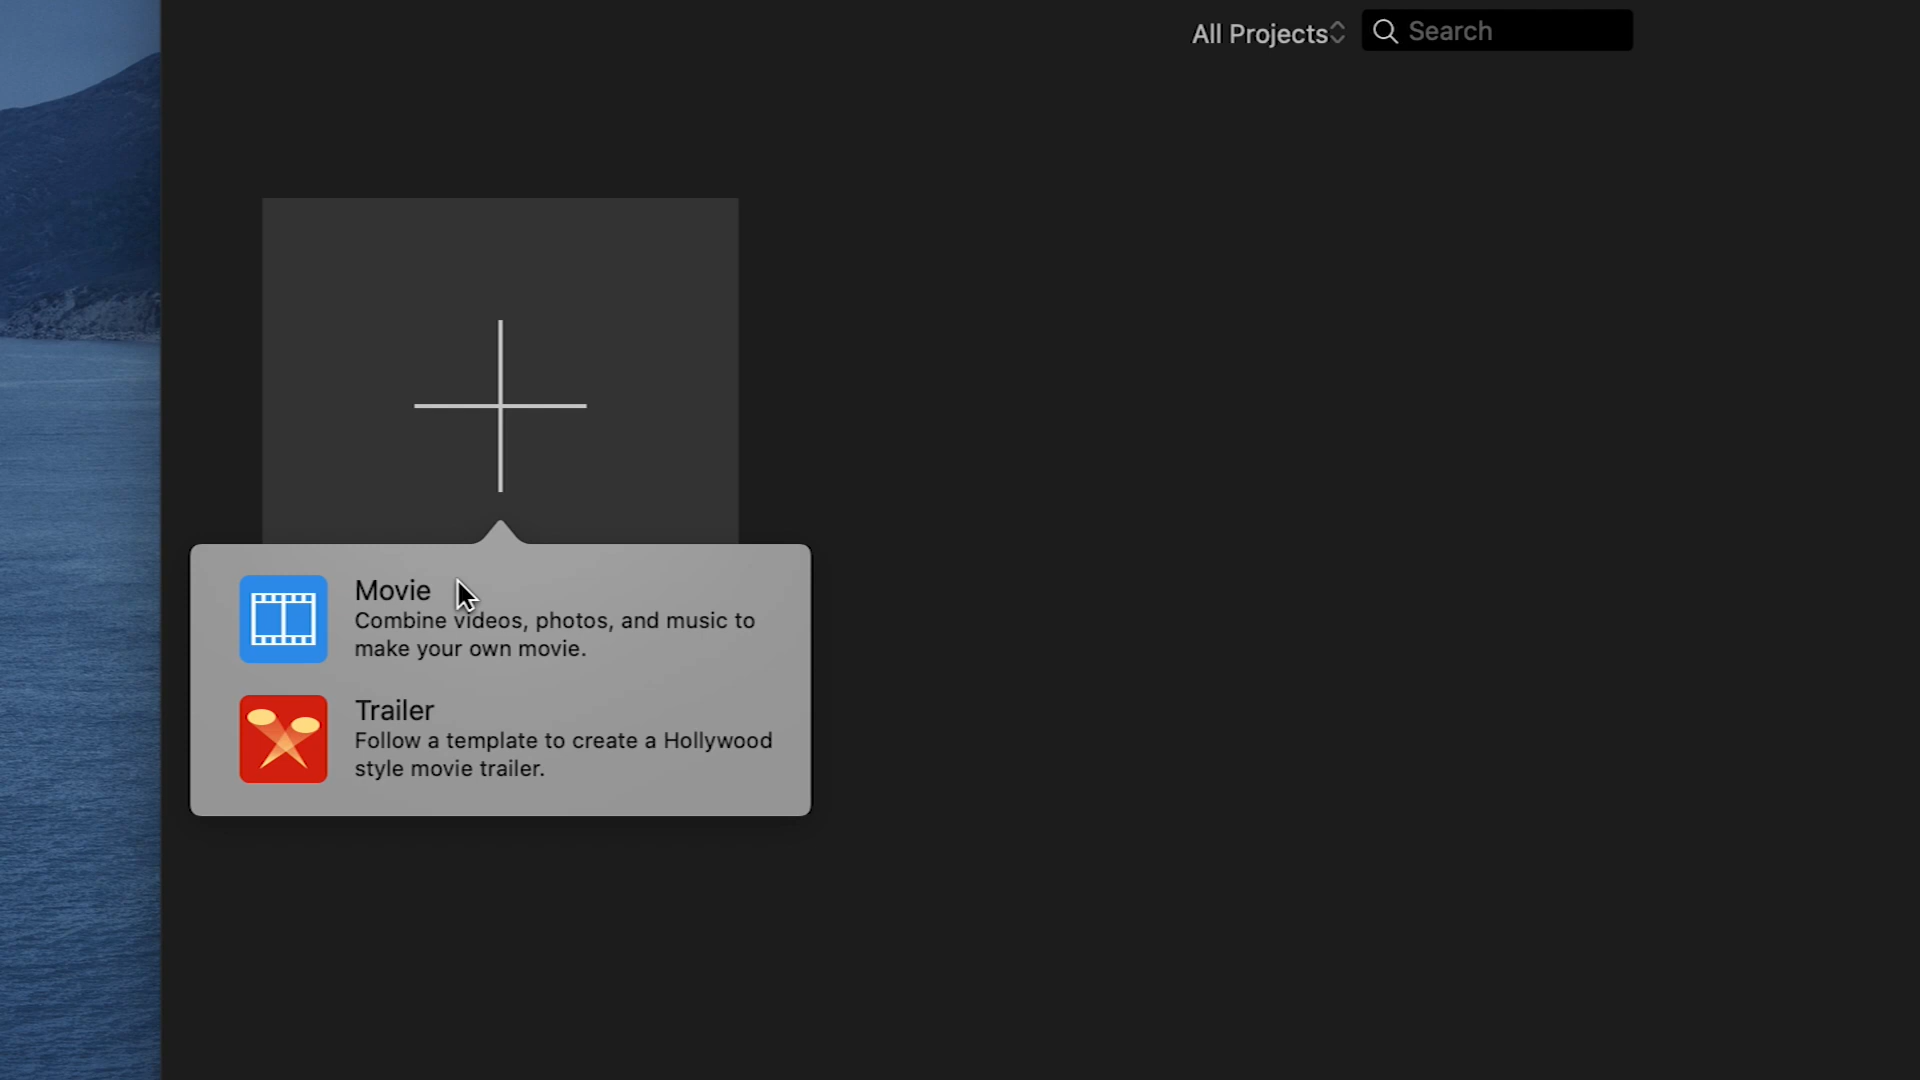 All Projects
Search
Movie
Combine videos, photos, and music to
make your own movie.
Trailer
Follow a template to create a Hollywood
style movie trailer.